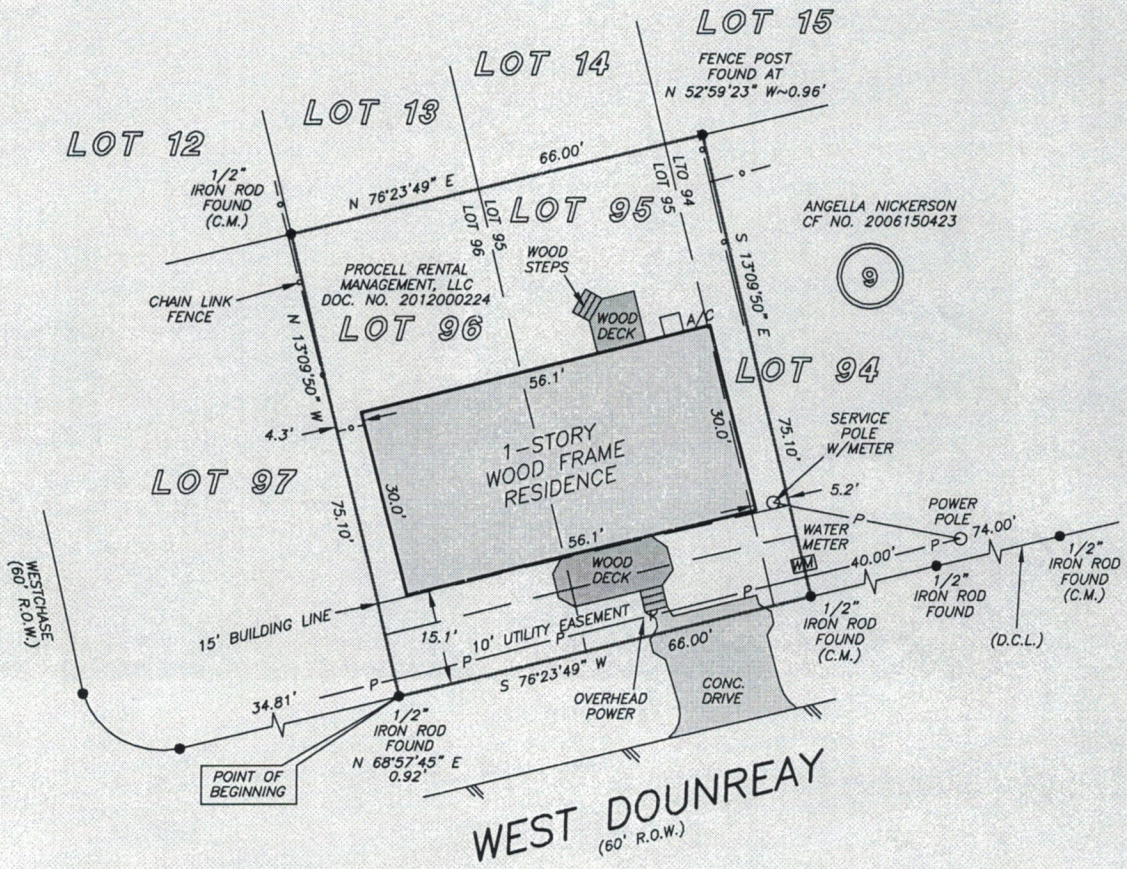 LOT 15
FENCE POST
FOUND AT
N 52°59'23" W~0.96'
LOT 14
LOT 13
LOT 12
1/2"
IRON ROD
FOUND
(C.M.)
N 76°23'49" E
66.00'
LOT 96
LOT 95
LOT 95
LTO 94
LOT 95
ANGELLA NICKERSON
CF NO. 2006150423
9
S 13°09'50" E
WOOD
STEPS
PROCELL RENTAL
MANAGEMENT, LLC
DOC. NO. 2012000224
CHAIN LINK
FENCE
LOT 96
N 13°09'50" W
WOOD
DECK
A/C
LOT 94
56.1'
30.0'
4.3'
1-STORY
WOOD FRAME
RESIDENCE
75.10'
SERVICE
POLE
W/METER
LOT 97
75.10'
30.0'
5.2'
POWER
POLE
P
P
74.00'
56.1'
WATER
METER
WM
40.00'
WOOD
DECK
1/2"
IRON ROD
FOUND
(C.M.)
1/2"
IRON ROD
FOUND
1/2"
IRON ROD
FOUND
(C.M.)
(D.C.L.)
WESTCHASE
(60' R.O.W.)
15' BUILDING LINE
15.1'
10' UTILITY EASEMENT
P
P
P
P
P
66.00'
S 76°23'49" W
34.81'
OVERHEAD
POWER
CONC.
DRIVE
1/2"
IRON ROD
FOUND
N 68°57'45" E
0.92'
POINT OF
BEGINNING
WEST DOUNREAY
(60' R.O.W.)